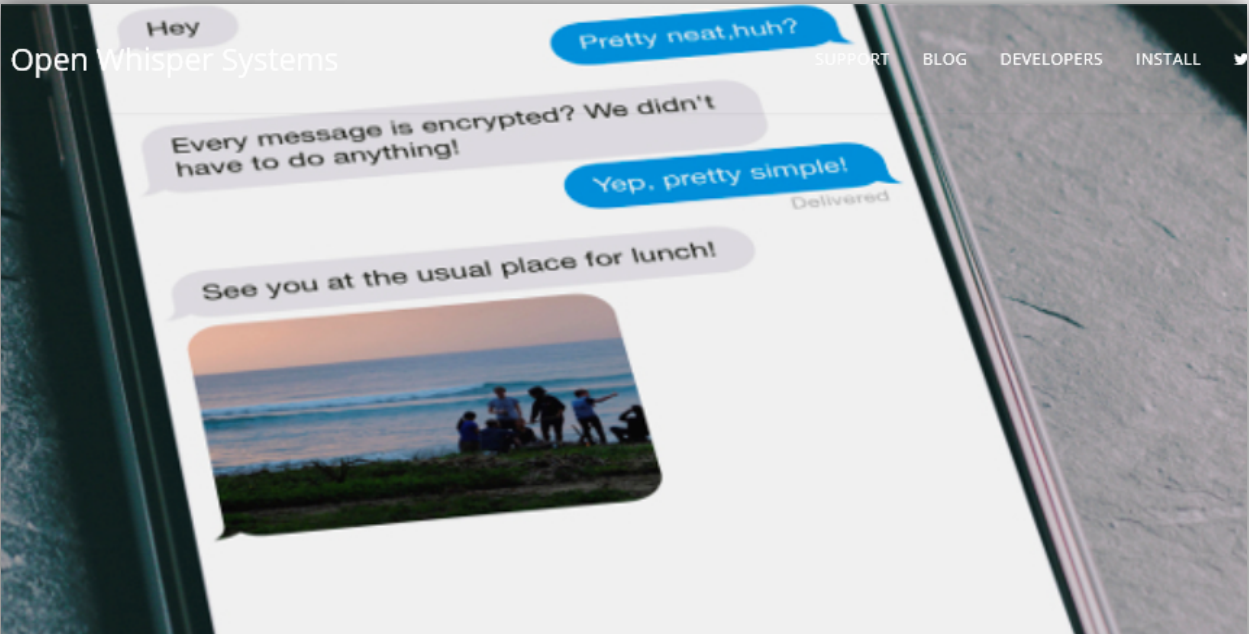 Hey
Pretty neat,huh?
Open Whisper Systems
SUPPORT BLOG DEVELOPERS INSTALL
Every message is encrypted? We didn't
have to do anything!
Yep, pretty simple!
Delivered
See you at the usual place for lunch!